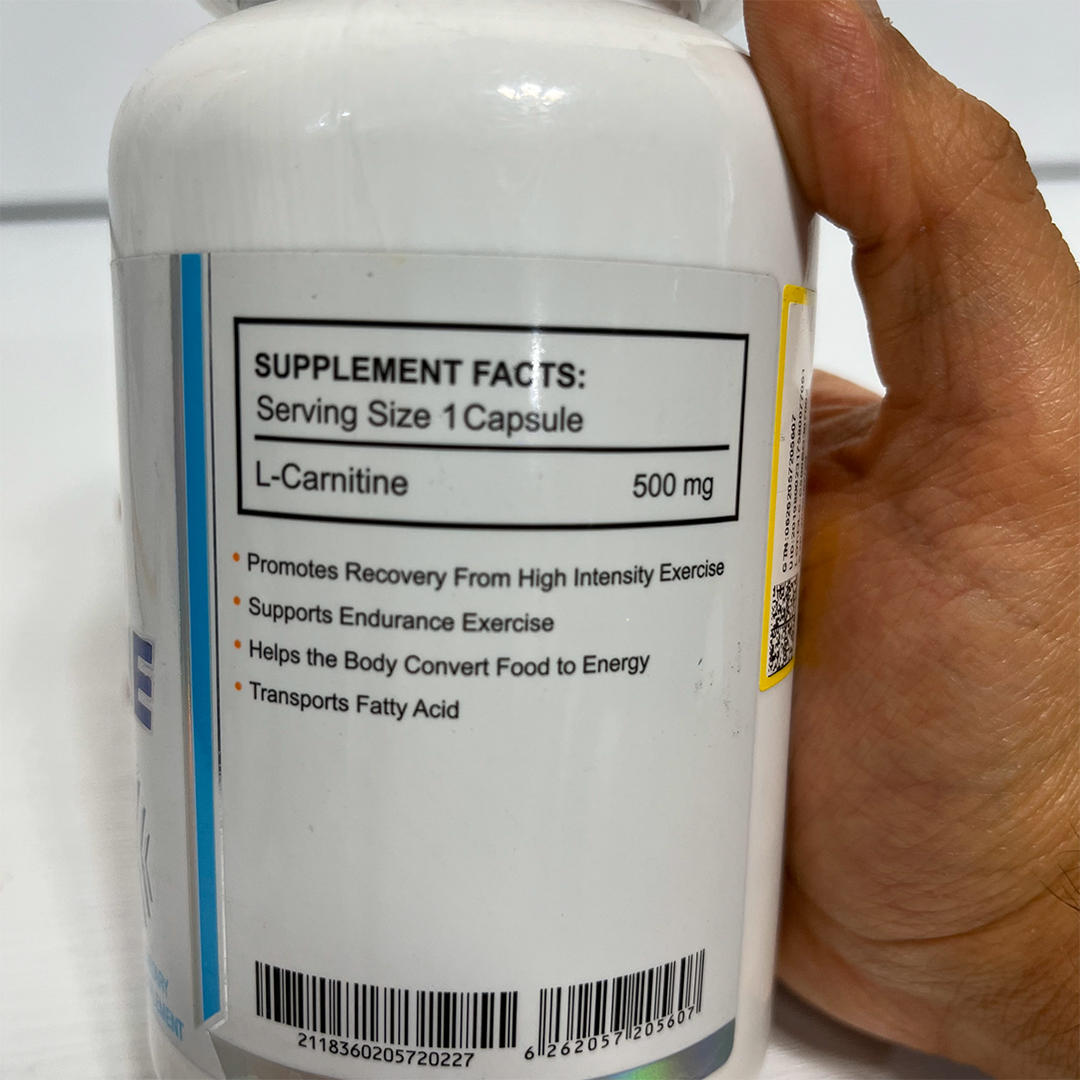 SUPPLEMENT FACTS:
Serving Size 1 Capsule
L-Carnitine 500 mg
• Promotes Recovery From High Intensity Exercise
• Supports Endurance Exercise
• Helps the Body Convert Food to Energy
• Transports Fatty Acid
2118360205720227
6 262057 205607
E